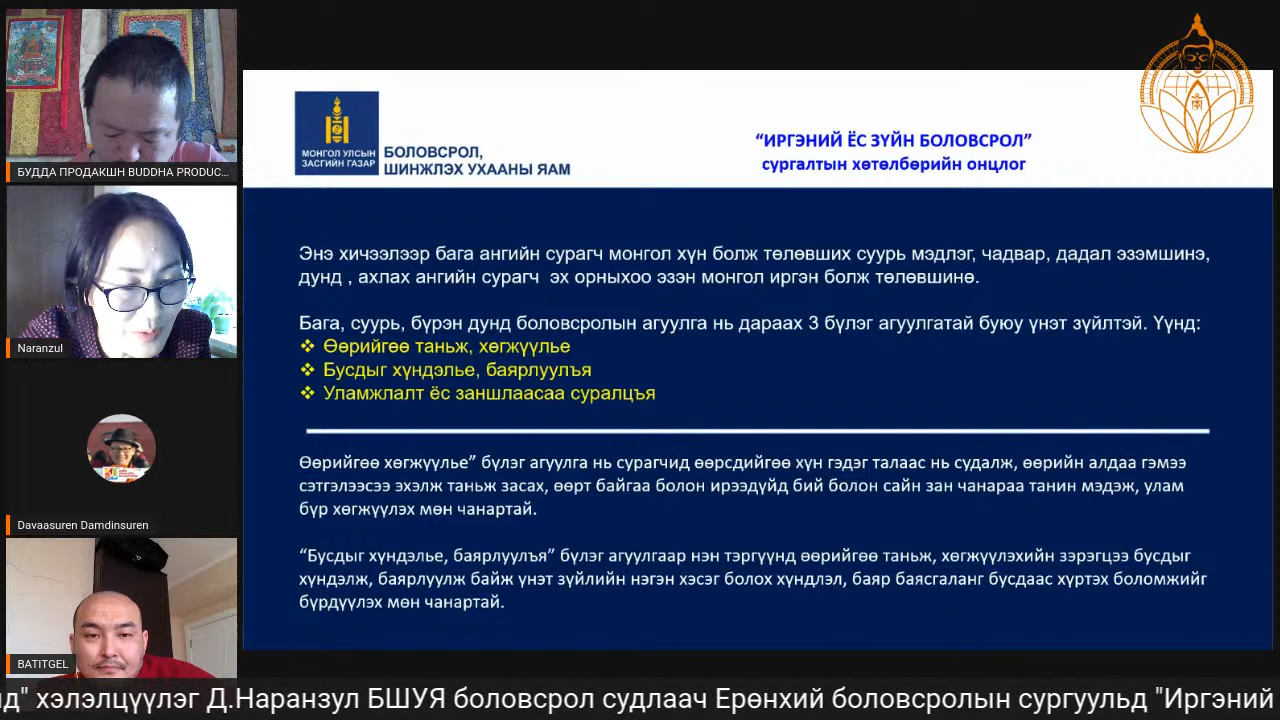 БУДДА ПРОДАКШН BUDDHA PRODUC...
Naranzul
Davaasuren Damdinsuren
BATITGEL
МОНГОЛ УЛСЫН
ЗАСГИЙН ГАЗАР
БОЛОВСРОЛ,
ШИНЖЛЭХ УХААНЫ ЯАМ
“ИРГЭНИЙ ЁС ЗҮЙН БОЛОВСРОЛ”
сургалтын хөтөлбөрийн онцлог
Энэ хичээлээр бага ангийн сурагч монгол хүн болж төлөвших суурь мэдлэг, чадвар, дадал эзэмшинэ,
дунд , ахлах ангийн сурагч эх орныхоо эзэн монгол иргэн болж төлөвшинө.
Бага, суурь, бүрэн дунд боловсролын агуулга нь дараах 3 бүлэг агуулгатай буюу үнэт зүйлтэй. Үүнд:
❖ Өөрийгөө таньж, хөгжүүлье
❖ Бусдыг хүндэлье, баярлуулъя
❖ Уламжлалт ёс заншлаасаа суралцъя
Өөрийгөө хөгжүүлье” бүлэг агуулга нь сурагчид өөрсдийгөө хүн гэдэг талаас нь судалж, өөрийн алдаа гэмээ
сэтгэлээсээ эхэлж таньж засах, өөрт байгаа болон ирээдүйд бий болон сайн зан чанараа танин мэдэж, улам
бүр хөгжүүлэх мөн чанартай.
“Бусдыг хүндэлье, баярлуулъя” бүлэг агуулгаар нэн тэргүүнд өөрийгөө таньж, хөгжүүлэхийн зэрэгцээ бусдыг
хүндэлж, баярлуулж байж үнэт зүйлийн нэгэн хэсэг болох хүндлэл, баяр баясгаланг бусдаас хүртэх боломжийг
бүрдүүлэх мөн чанартай.
нд" хэлэлцүүлэг Д.Наранзул БШУЯ боловсрол судлаач Ерөнхий боловсролын сургуульд "Иргэний